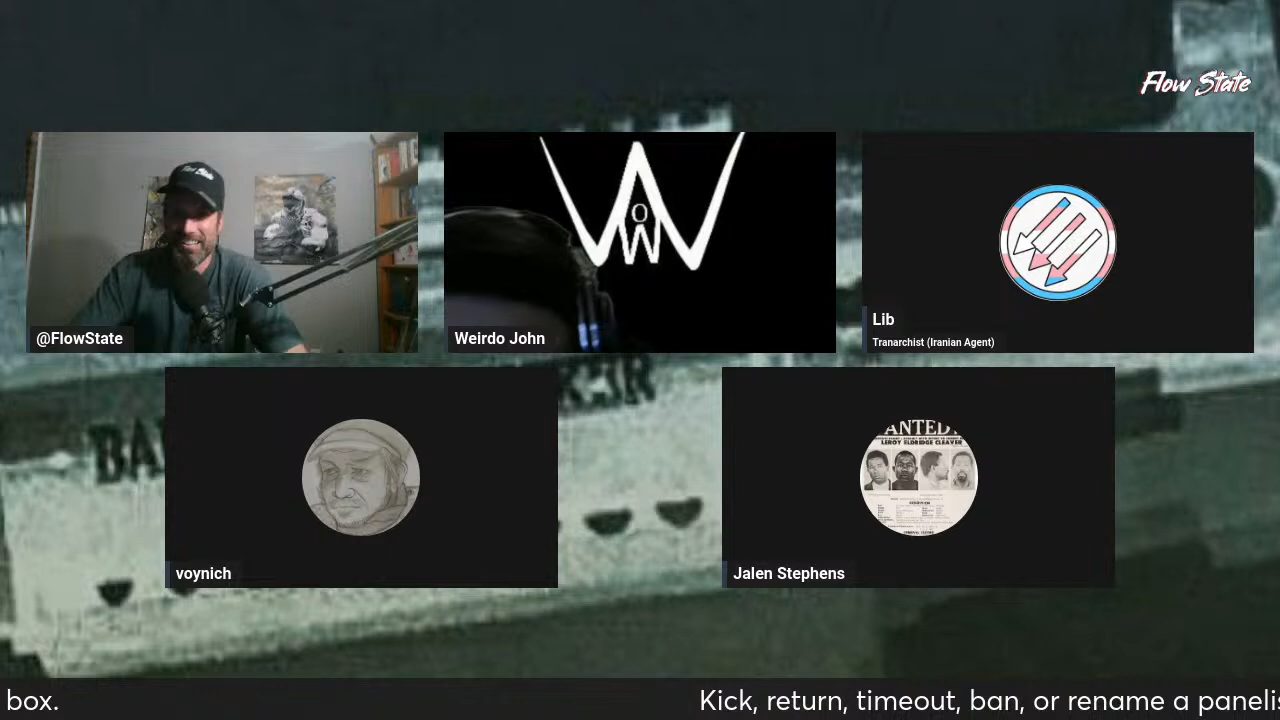 Flow State
@FlowState
Weirdo John
W
O
W
Lib
Tranarchist (Iranian Agent)
BA
voynich
WANTED
LEROY ELDRIDGE CLEAVER
Jalen Stephens
box.
Kick, return, timeout, ban, or rename a panelis